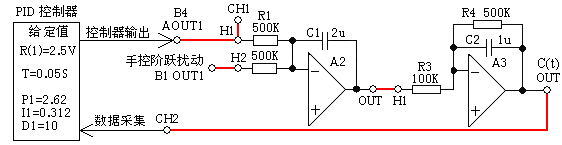 PID 控制器
给定值
R(1)=2.5V
T=0.05S
P1=2.62
I1=0.312
D1=10
控制器输出
B4
AOUT1
CH1
H1
R1
500K
手控阶跃扰动
B1 OUT1
H2
500K
C1
2u
A2
OUT
H1
R3
100K
R4
500K
C2
1u
A3
C(t)
OUT
数据采集
CH2